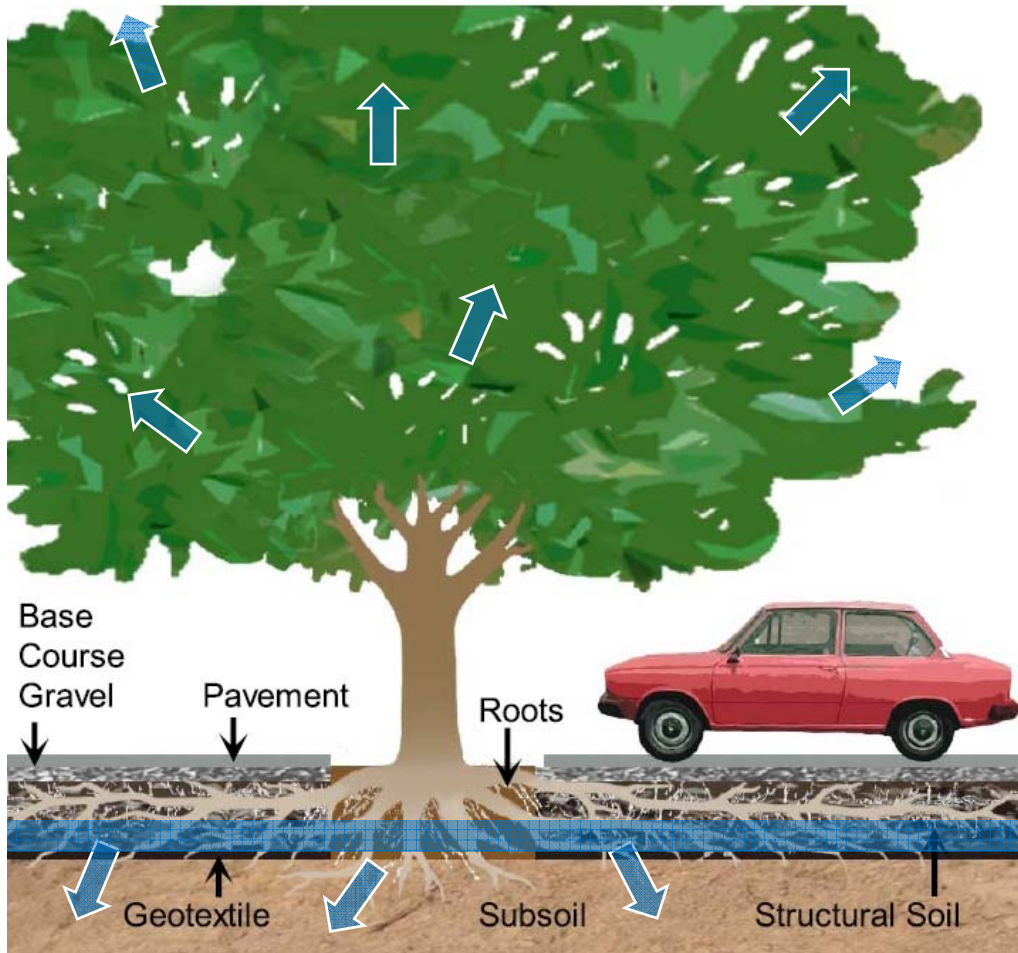 Base
Course
Gravel
Pavement
Roots
Geotextile
Subsoil
Structural Soil